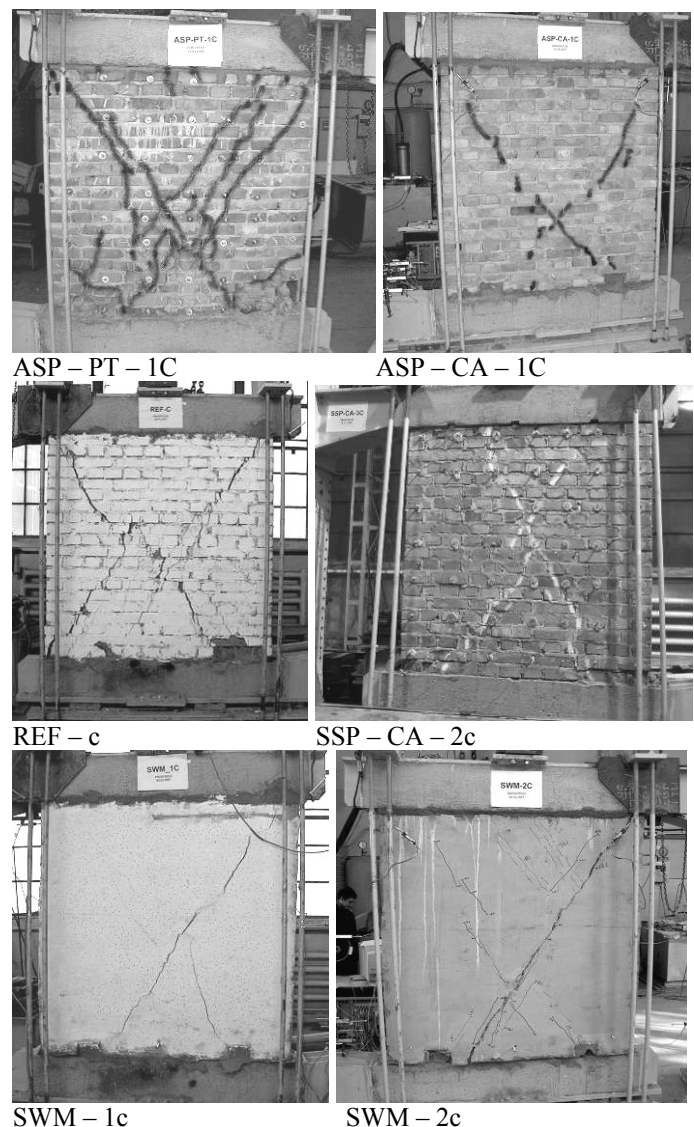 ASP-PT-1C
ASP-CA-1C
ASP – PT – 1C
ASP – CA – 1C
REF-C
SSP-CA-3C
REF – c
SSP – CA – 2c
SWM_1C
SWM-2C
SWM – 1c
SWM – 2c